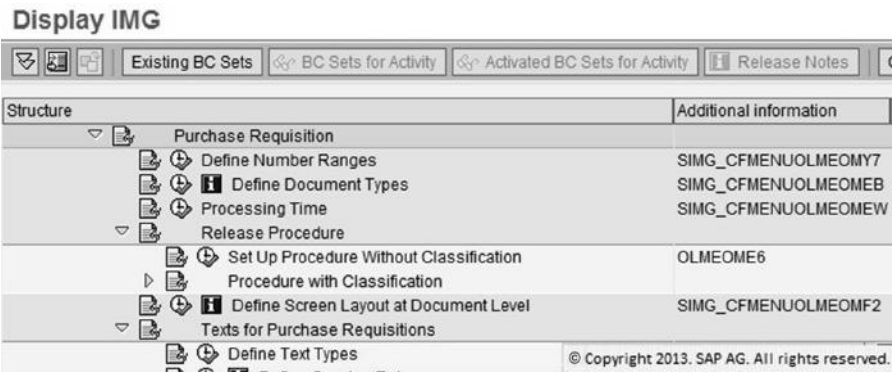 Display IMG
Existing BC Sets BC Sets for Activity Activated BC Sets for Activity Release Notes
Structure Additional information
Purchase Requisition
Define Number Ranges SIMG_CFMENUOLMEOMY7
Define Document Types SIMG_CFMENUOLMEOMEB
Processing Time SIMG_CFMENUOLMEOMEW
Release Procedure
Set Up Procedure Without Classification OLMEOME6
Procedure with Classification
Define Screen Layout at Document Level SIMG_CFMENUOLMEOMF2
Texts for Purchase Requisitions
Define Text Types
© Copyright 2013. SAP AG. All rights reserved.